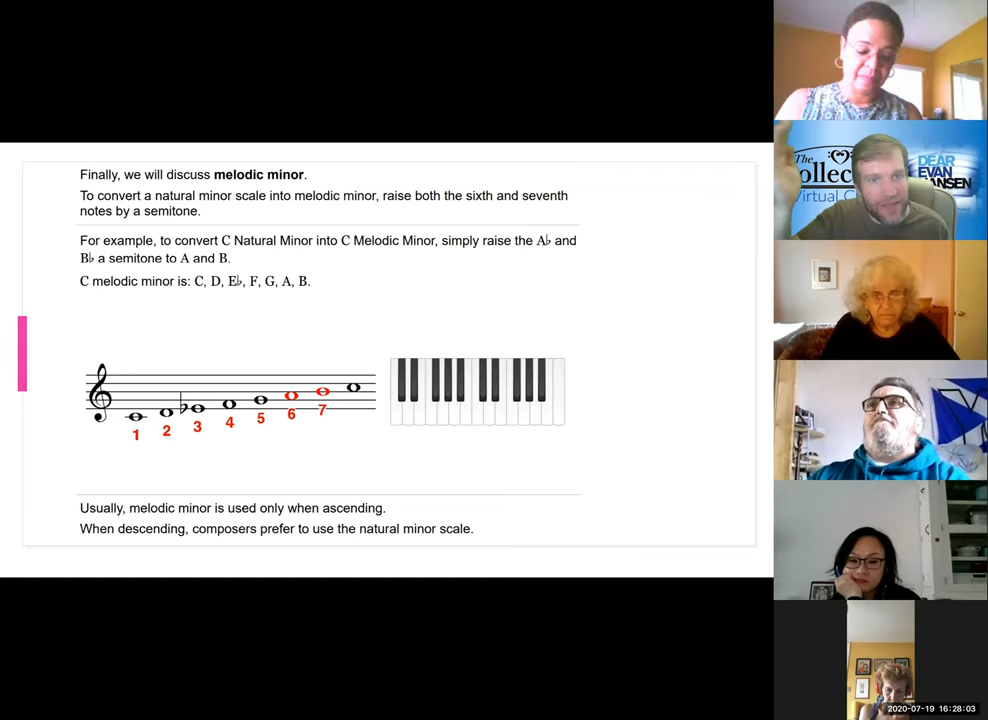 Finally, we will discuss melodic minor.
To convert a natural minor scale into melodic minor, raise both the sixth and seventh
notes by a semitone.
For example, to convert C Natural Minor into C Melodic Minor, simply raise the A♭ and
B♭ a semitone to A and B.
C melodic minor is: C, D, E♭, F, G, A, B.
1 2 3 4 5 6 7
Usually, melodic minor is used only when ascending.
When descending, composers prefer to use the natural minor scale.
The
DEAR
EVAN
HANSEN
2020-07-19 16:28:03